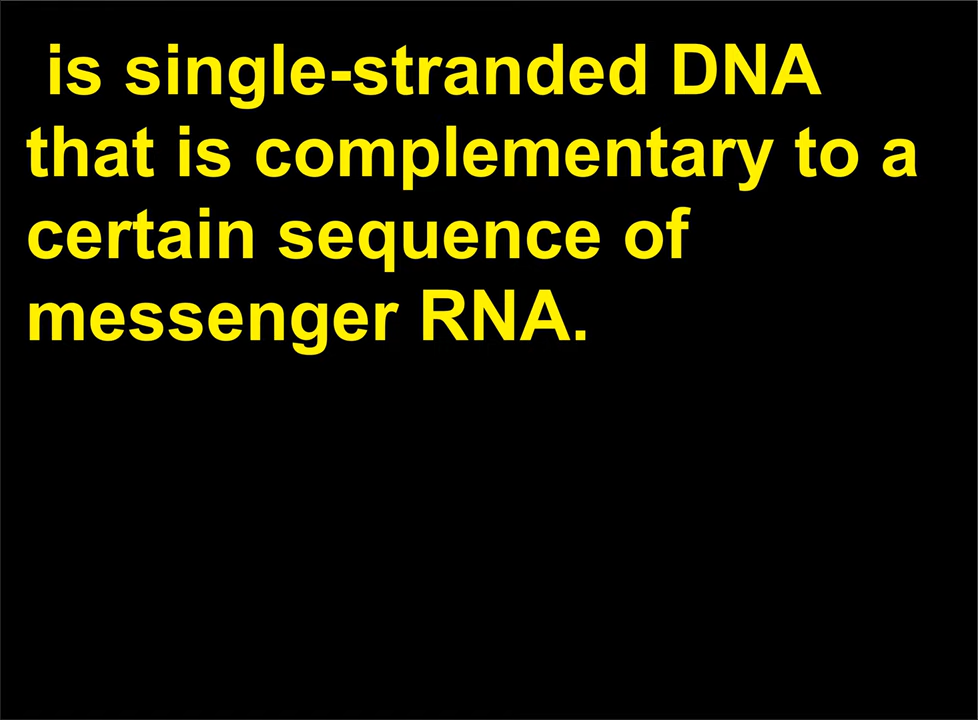 is single-stranded DNA
that is complementary to a
certain sequence of
messenger RNA.